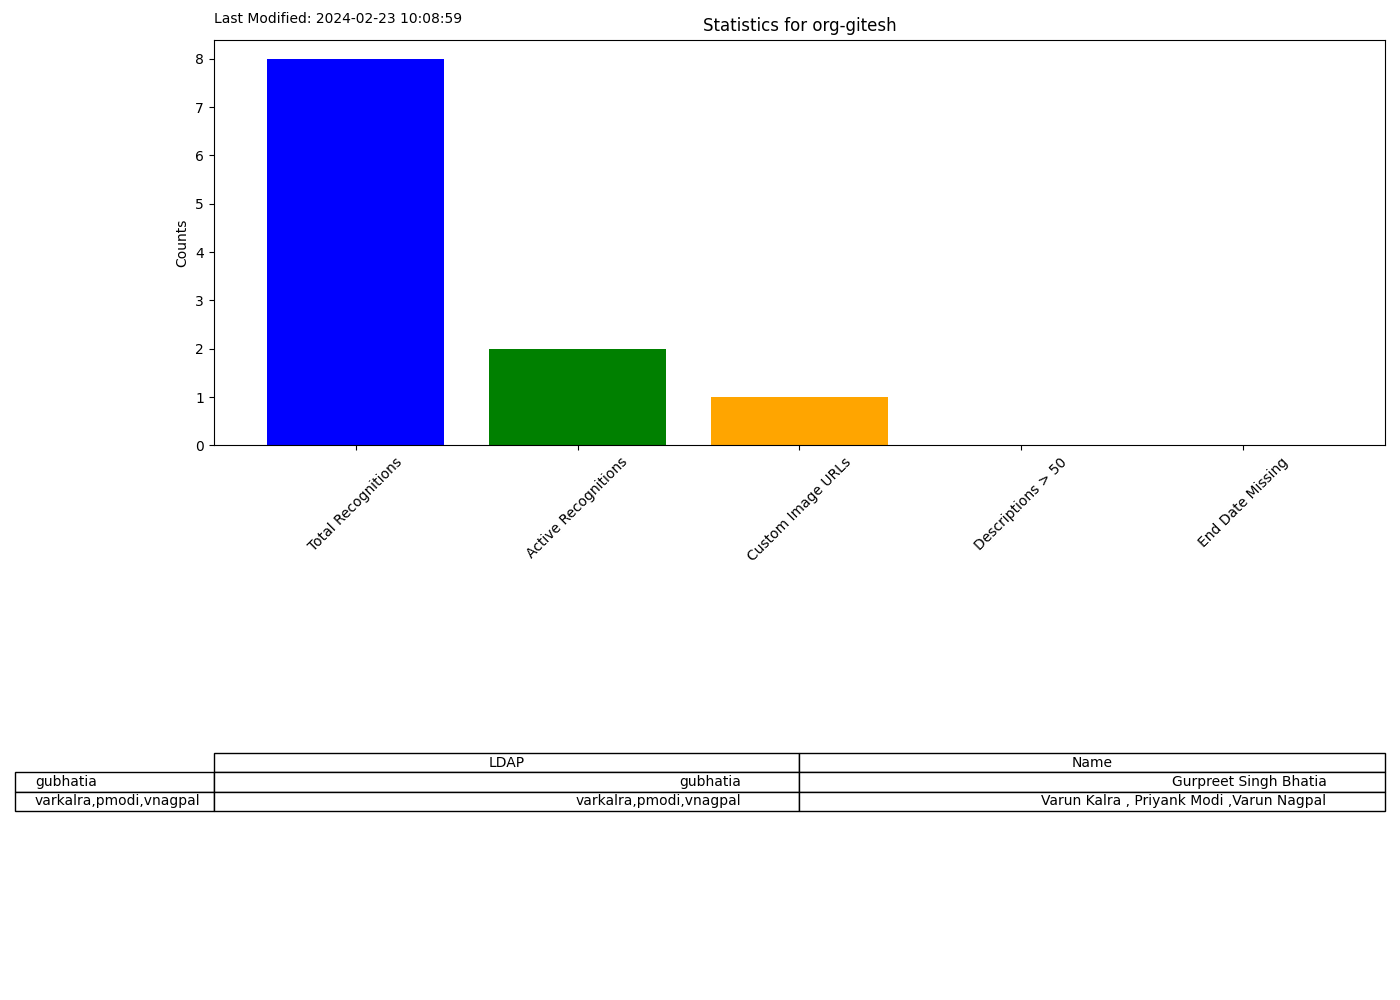 Last Modified: 2024-02-23 10:08:59
Statistics for org-gitesh
8
7
6
5
4
3
2
1
0
Counts
Total Recognitions
Active Recognitions
Custom Image URLs
Descriptions > 50
End Date Missing
LDAP Name
gubhatia gubhatia Gurpreet Singh Bhatia
varkalra,pmodi,vnagpal varkalra,pmodi,vnagpal Varun Kalra , Priyank Modi ,Varun Nagpal